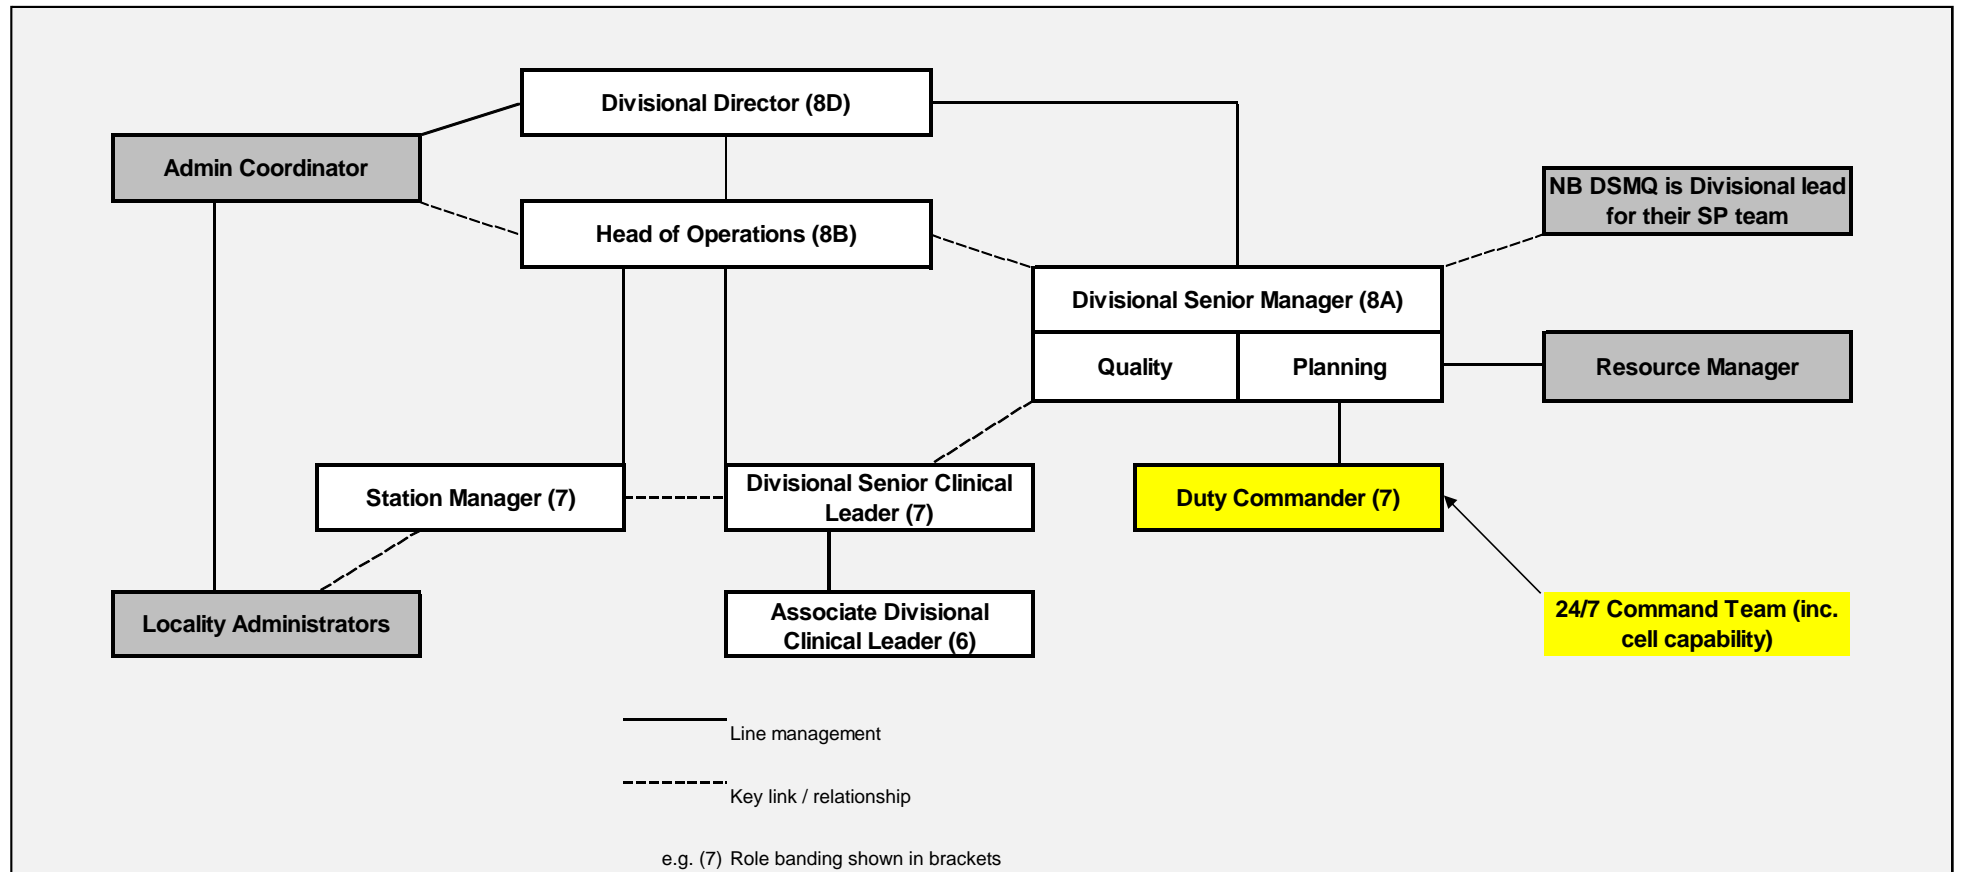 Divisional Director (8D)
Admin Coordinator
NB DSMQ is Divisional lead
for their SP team
Head of Operations (8B)
Divisional Senior Manager (8A)
Quality
Planning
Resource Manager
Station Manager (7)
Divisional Senior Clinical
Leader (7)
Duty Commander (7)
Locality Administrators
Associate Divisional
Clinical Leader (6)
24/7 Command Team (inc.
cell capability)
Line management
Key link / relationship
e.g. (7) Role banding shown in brackets